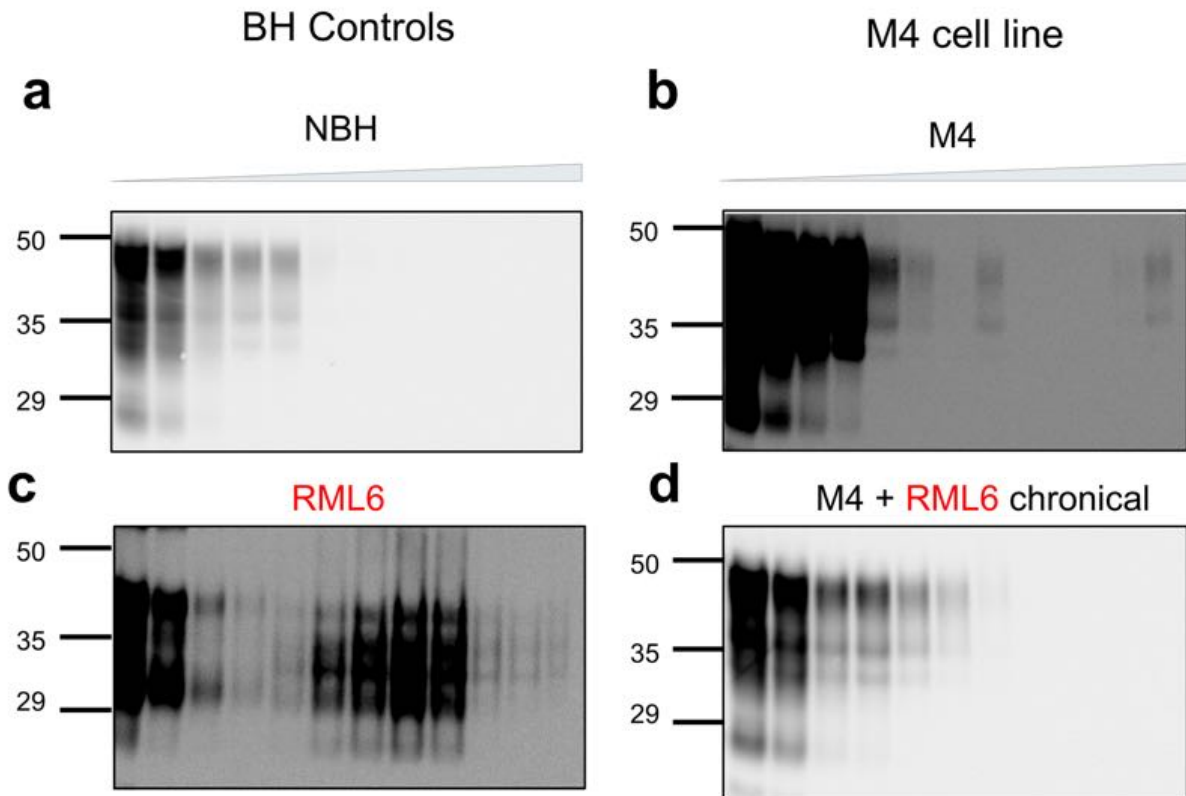 BH Controls
M4 cell line
a
NBH
50
35
29
b
M4
50
35
29
c
RML6
50
35
29
d
M4 + RML6 chronical
50
35
29